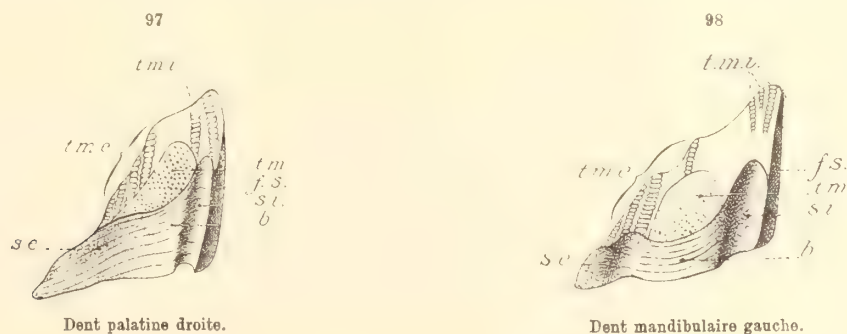 97
t m i
t m e
t m
f. s.
s i.
b
s e.
Dent palatine droite.
98
t. m. i.
t m e
f s.
t m
s i
b
s e
Dent mandibulaire gauche.